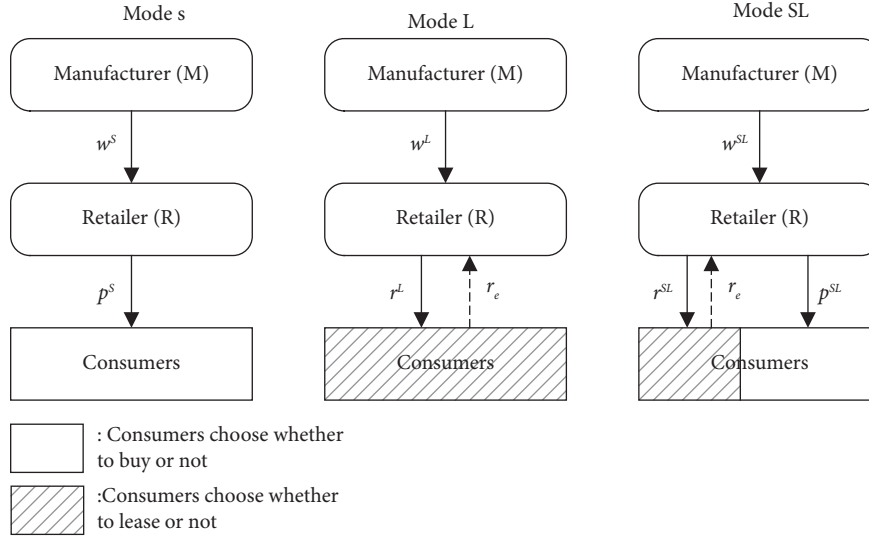 Mode s
Mode L
Mode SL
Manufacturer (M)
Manufacturer (M)
Manufacturer (M)
w^S
w^L
w^SL
Retailer (R)
Retailer (R)
Retailer (R)
p^S
r^L
r_e
r^SL
r_e
p^SL
Consumers
Consumers
Consumers
: Consumers choose whether
to buy or not
:Consumers choose whether
to lease or not